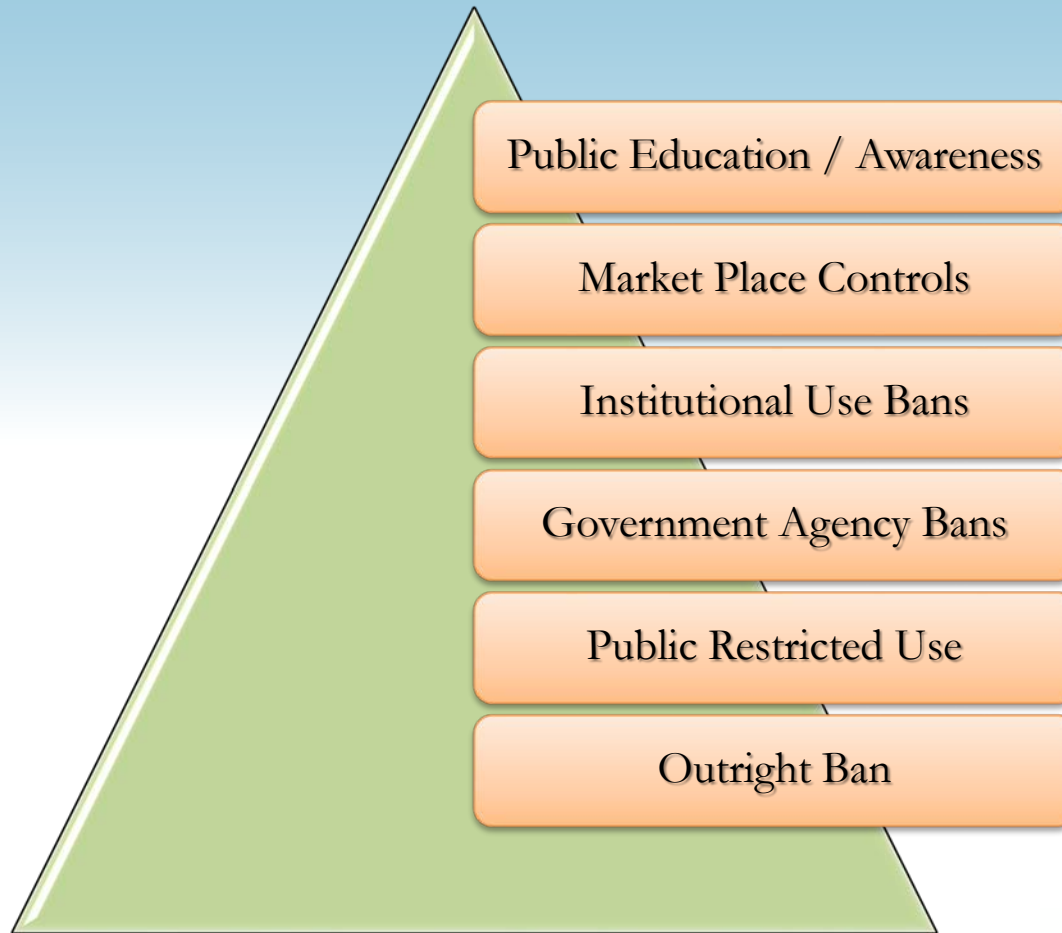 Public Education / Awareness
Market Place Controls
Institutional Use Bans
Government Agency Bans
Public Restricted Use
Outright Ban